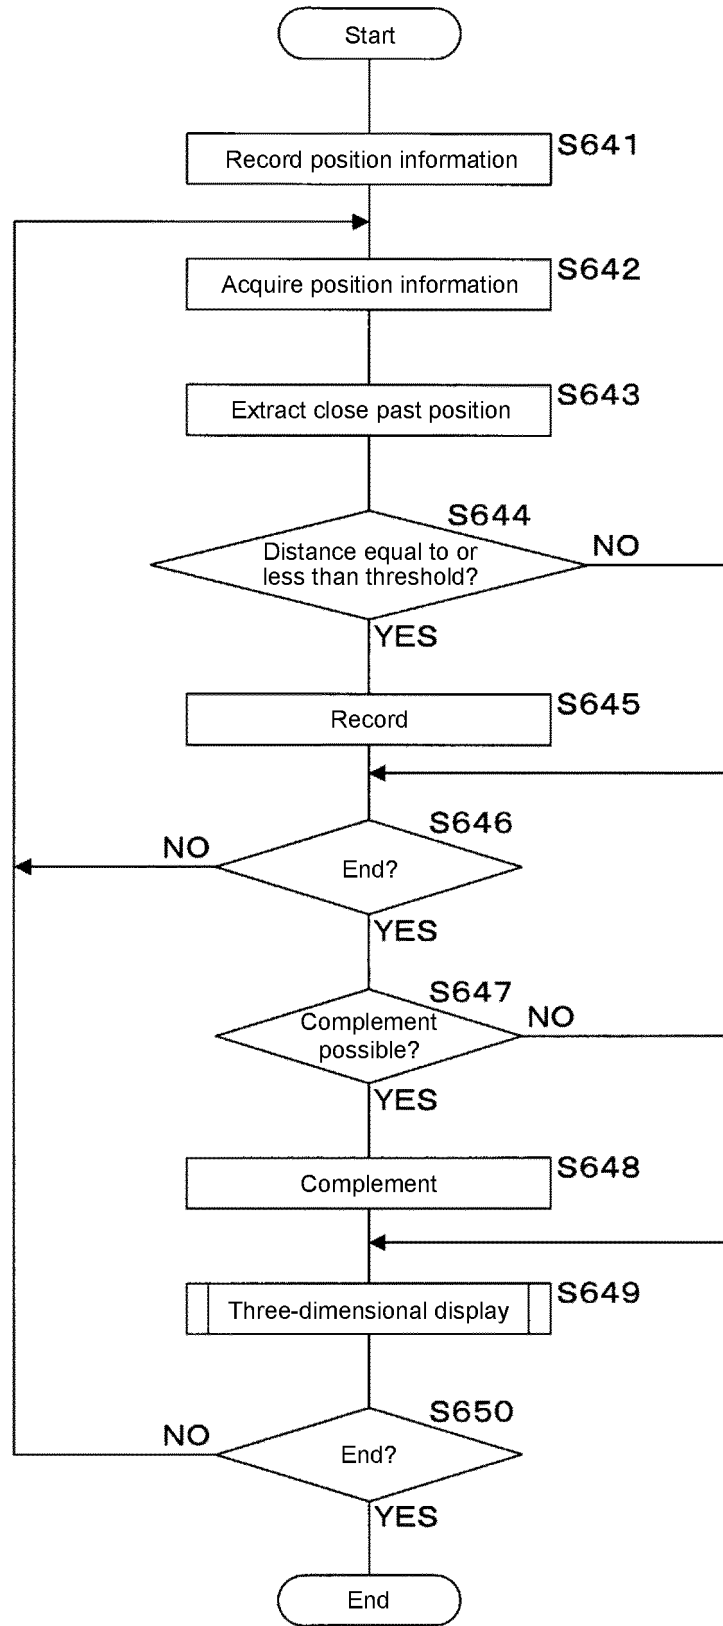 Start
Record position information
S641
Acquire position information
S642
Extract close past position
S643
S644
Distance equal to or
less than threshold?
NO
YES
Record
S645
S646
NO
End?
YES
S647
Complement
possible?
NO
YES
Complement
S648
Three-dimensional display
S649
S650
NO
End?
YES
End